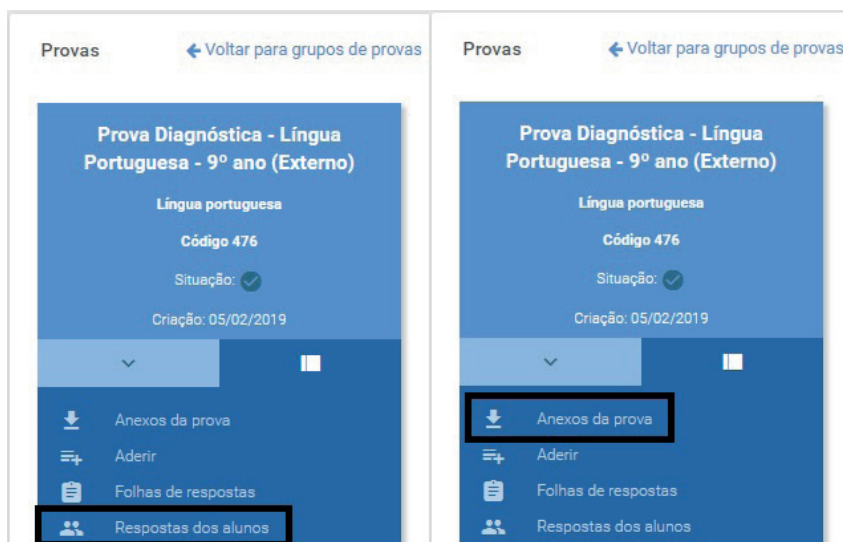 Provas
Voltar para grupos de provas
Prova Diagnóstica - Língua
Portuguesa - 9º ano (Externo)
Língua portuguesa
Código 476
Situação:
Criação: 05/02/2019
Anexos da prova
Aderir
Folhas de respostas
Respostas dos alunos
Provas
Voltar para grupos de provas
Prova Diagnóstica - Língua
Portuguesa - 9º ano (Externo)
Língua portuguesa
Código 476
Situação:
Criação: 05/02/2019
Anexos da prova
Aderir
Folhas de respostas
Respostas dos alunos